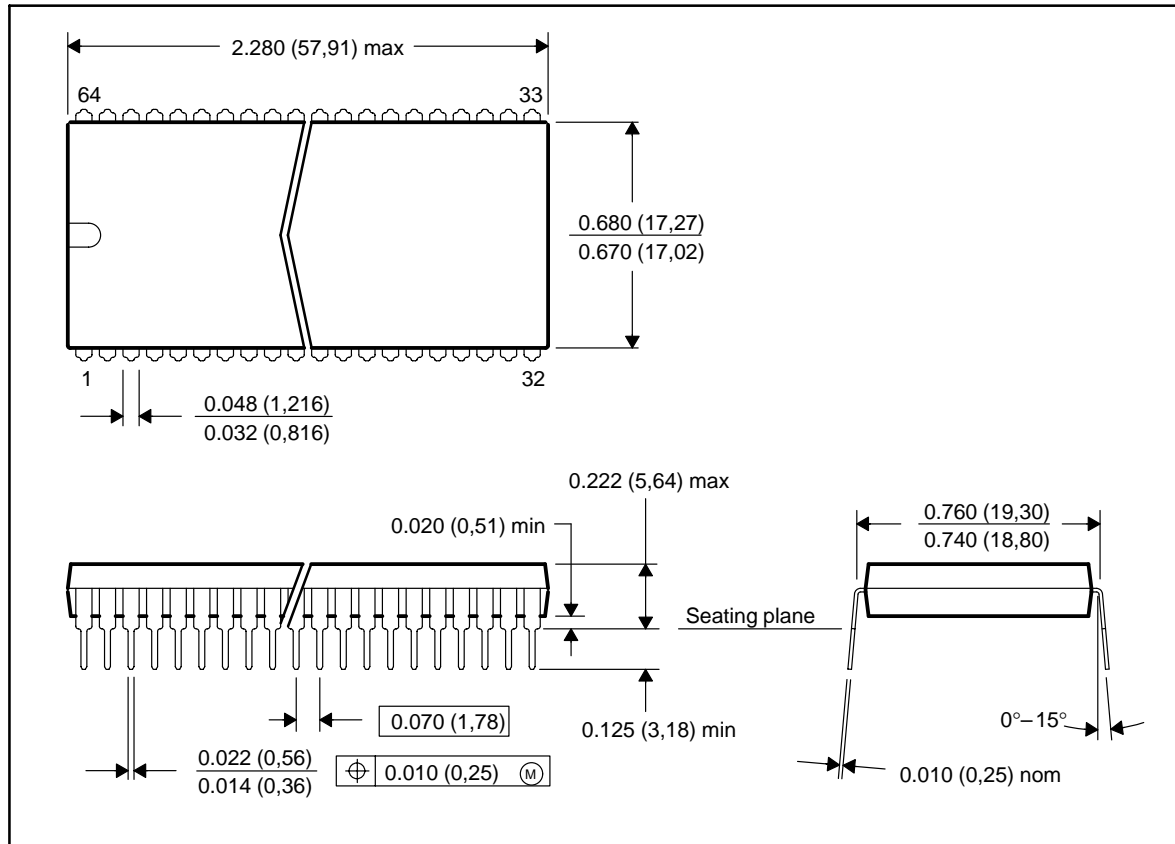 2.280 (57,91) max
64
33
0.680 (17,27)
0.670 (17,02)
1
32
0.048 (1,216)
0.032 (0,816)
0.222 (5,64) max
0.020 (0,51) min
0.760 (19,30)
0.740 (18,80)
Seating plane
0.070 (1,78)
0.125 (3,18) min
0°–15°
0.022 (0,56)
0.014 (0,36)
0.010 (0,25) M
0.010 (0,25) nom